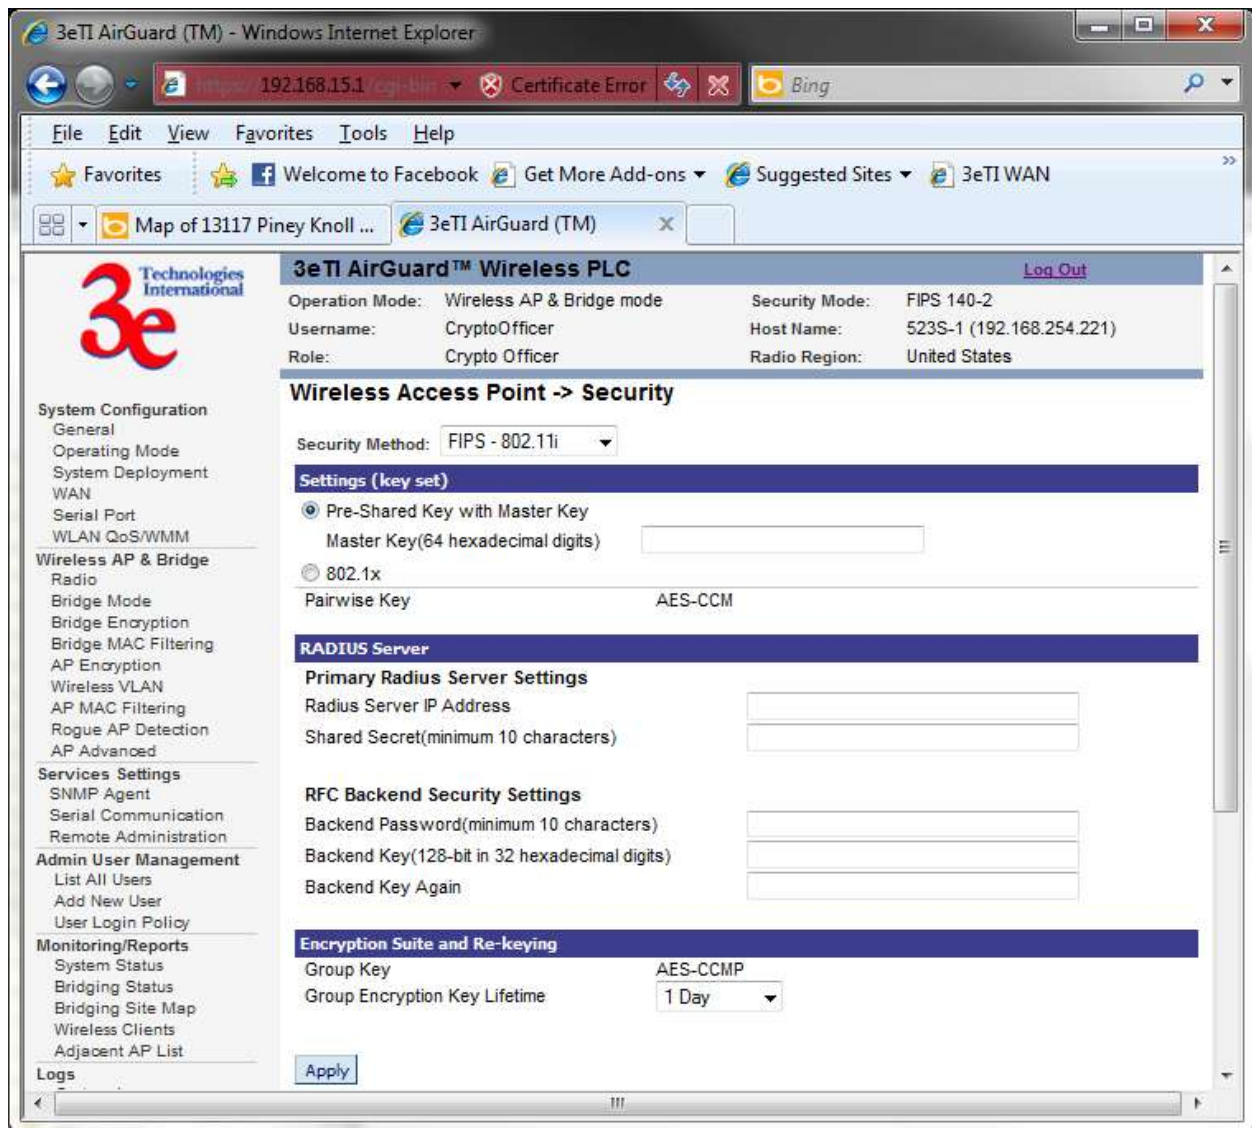 3eTI AirGuard (TM) - Windows Internet Explorer
https://192.168.15.1/cgi-bin Certificate Error Bing
File Edit View Favorites Tools Help
Favorites Welcome to Facebook Get More Add-ons Suggested Sites 3eTI WAN
Map of 13117 Piney Knoll ... 3eTI AirGuard (TM)
3e Technologies International
System Configuration
General
Operating Mode
System Deployment
WAN
Serial Port
WLAN QoS/WMM
Wireless AP & Bridge
Radio
Bridge Mode
Bridge Encryption
Bridge MAC Filtering
AP Encryption
Wireless VLAN
AP MAC Filtering
Rogue AP Detection
AP Advanced
Services Settings
SNMP Agent
Serial Communication
Remote Administration
Admin User Management
List All Users
Add New User
User Login Policy
Monitoring/Reports
System Status
Bridging Status
Bridging Site Map
Wireless Clients
Adjacent AP List
Logs
3eTI AirGuard™ Wireless PLC Log Out
Operation Mode: Wireless AP & Bridge mode Security Mode: FIPS 140-2
Username: CryptoOfficer Host Name: 523S-1 (192.168.254.221)
Role: Crypto Officer Radio Region: United States
Wireless Access Point -> Security
Security Method: FIPS - 802.11i
Settings (key set)
Pre-Shared Key with Master Key
Master Key(64 hexadecimal digits)
802.1x
Pairwise Key AES-CCM
RADIUS Server
Primary Radius Server Settings
Radius Server IP Address
Shared Secret(minimum 10 characters)
RFC Backend Security Settings
Backend Password(minimum 10 characters)
Backend Key(128-bit in 32 hexadecimal digits)
Backend Key Again
Encryption Suite and Re-keying
Group Key AES-CCMP
Group Encryption Key Lifetime 1 Day
Apply